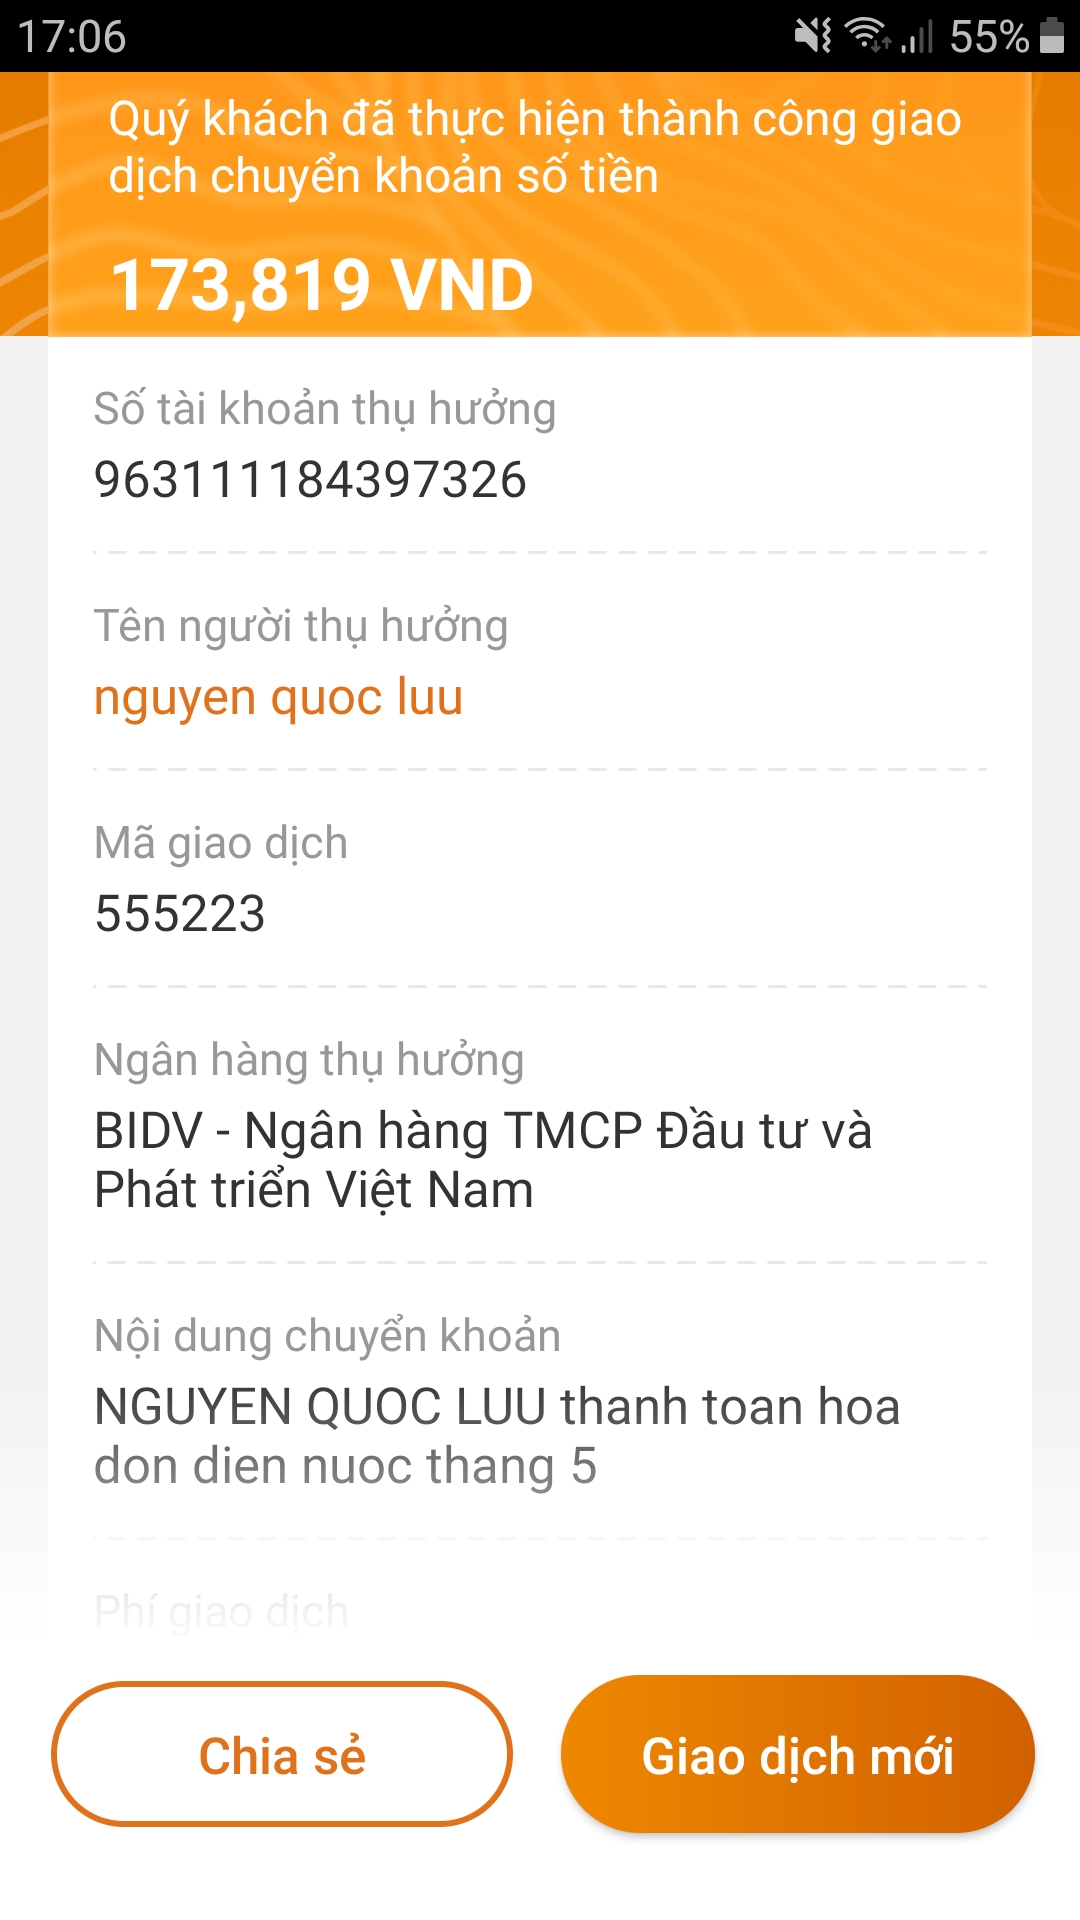 17:06
55%
Quý khách đã thực hiện thành công giao
dịch chuyển khoản số tiền
173,819 VND
Số tài khoản thụ hưởng
963111184397326
Tên người thụ hưởng
nguyen quoc luu
Mã giao dịch
555223
Ngân hàng thụ hưởng
BIDV - Ngân hàng TMCP Đầu tư và
Phát triển Việt Nam
Nội dung chuyển khoản
NGUYEN QUOC LUU thanh toan hoa
don dien nuoc thang 5
Phí giao dịch
Chia sẻ
Giao dịch mới